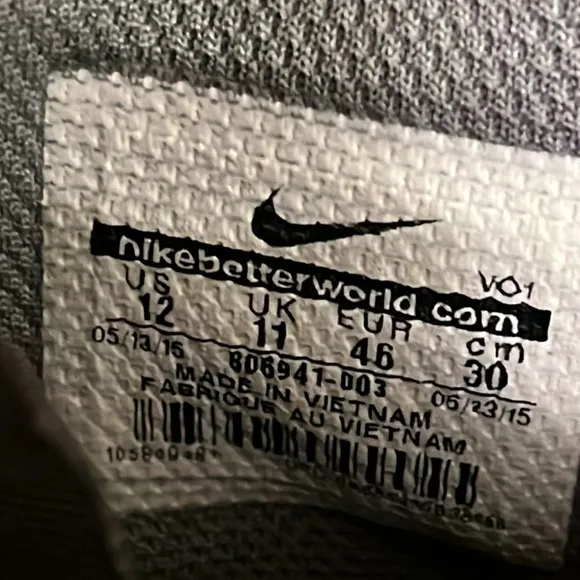 nikebetterworld com
VO1
US UK EUR cm
12 11 46 30
05/13/15 806941-003 06/23/15
MADE IN VIETNAM
FABRIQUE AU VIETNAM